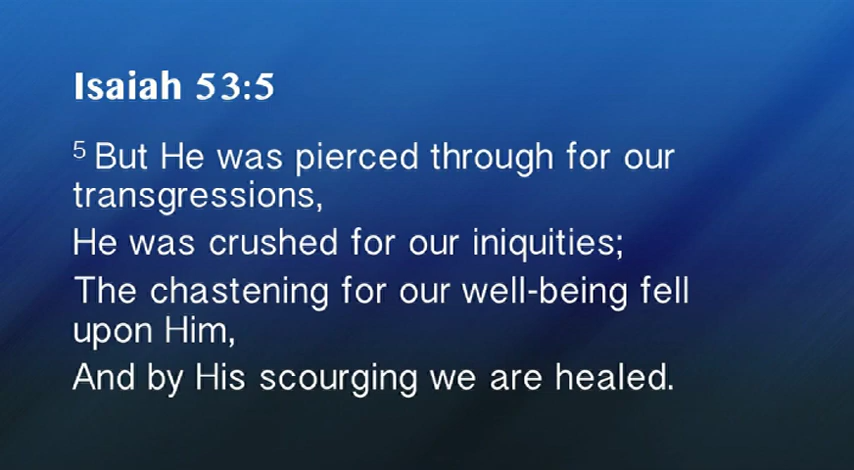 Isaiah 53:5
5 But He was pierced through for our
transgressions,
He was crushed for our iniquities;
The chastening for our well-being fell
upon Him,
And by His scourging we are healed.